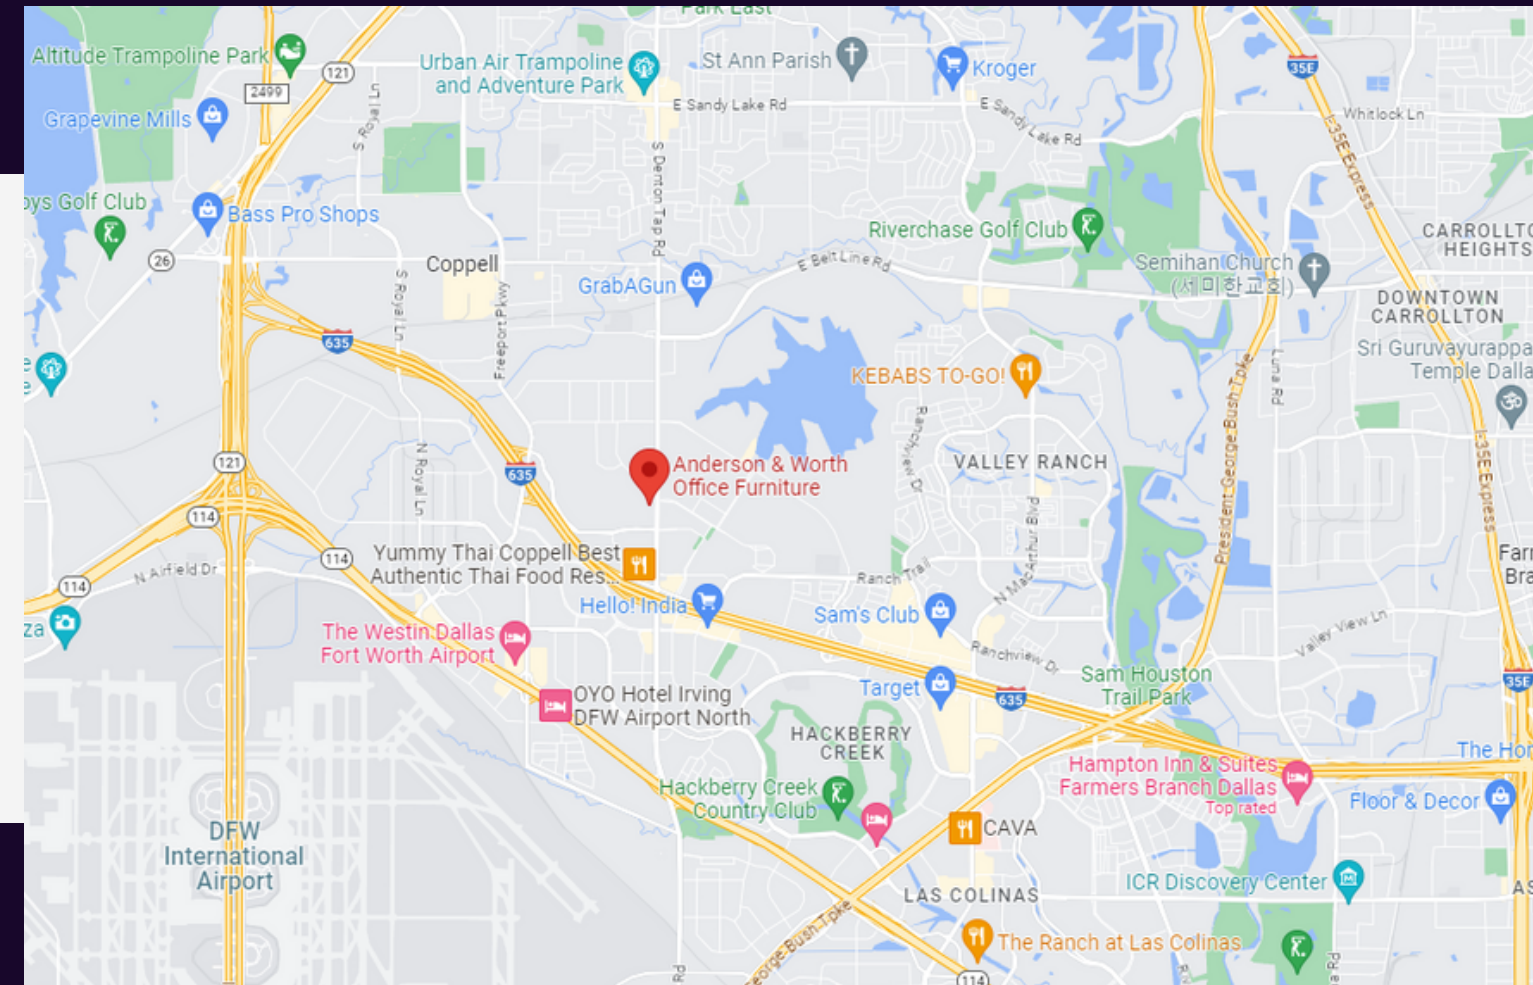 Park East
Altitude Trampoline Park
121
2499
Grapevine Mills
S Royal Ln
Urban Air Trampoline
and Adventure Park
St Ann Parish
Kroger
35E
E Sandy Lake Rd
E Sandy Lake Rd
Whitlock Ln
I-35E Express
oys Golf Club
Bass Pro Shops
26
S Denton Tap Rd
Riverchase Golf Club
CARROLLTO
HEIGHTS
Coppell
E Belt Line Rd
Semihan Church
(세미한교회)
GrabAGun
DOWNTOWN
CARROLLTON
S Royal Ln
Freeport Pkwy
635
Sri Guruvayurappa
Temple Dalla
KEBABS TO-GO!
Luna Rd
President George Bush Tpke
Ranchview Dr
121
N Royal Ln
635
Anderson & Worth
Office Furniture
VALLEY RANCH
I-35E Express
114
114
N MacArthur Blvd
Yummy Thai Coppell Best
Authentic Thai Food Res...
Farr
Bra
N Airfield Dr
114
Ranch Trail
Hello! India
Sam's Club
za
The Westin Dallas
Fort Worth Airport
Valley View Ln
Ranchview Dr
Sam Houston
Trail Park
Target
635
35E
OYO Hotel Irving
DFW Airport North
HACKBERRY
CREEK
The Hor
Hampton Inn & Suites
Farmers Branch Dallas
Top rated
Hackberry Creek
Country Club
Floor & Decor
DFW
International
Airport
CAVA
ICR Discovery Center
LAS COLINAS
AS
eorge Bush Tpke
The Ranch at Las Colinas
114
Rd